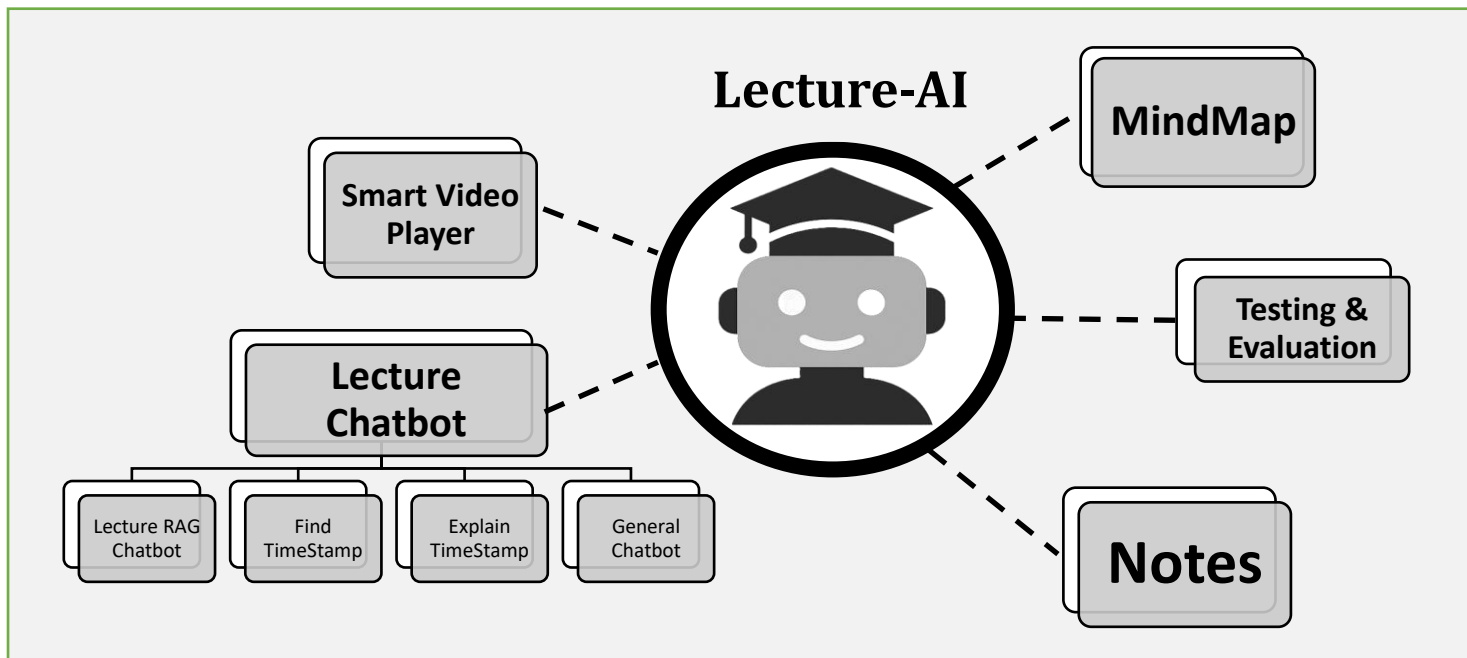 Lecture-AI
MindMap
Smart Video
Player
Testing &
Evaluation
Lecture
Chatbot
Lecture RAG
Chatbot
Find
TimeStamp
Explain
TimeStamp
General
Chatbot
Notes